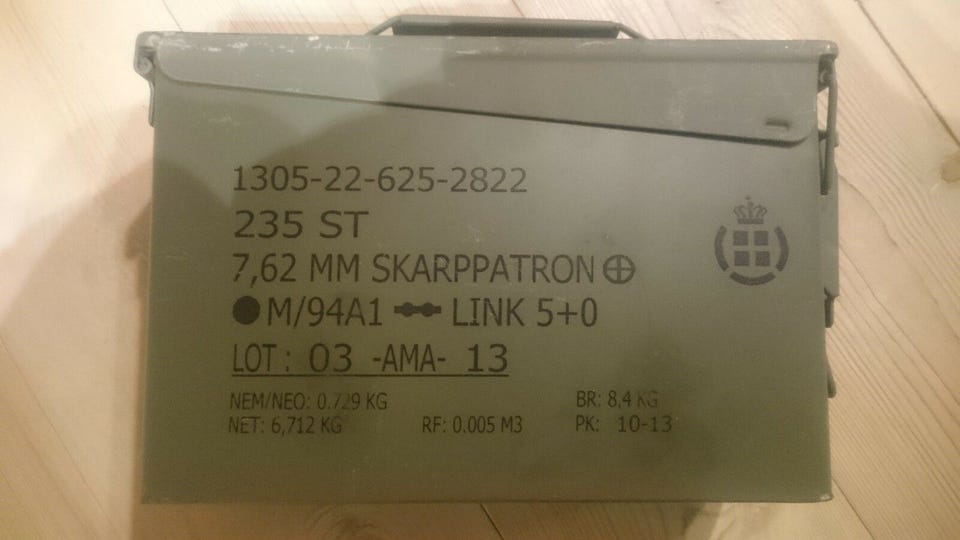 1305-22-625-2822
235 ST
7,62 MM SKARPPATRON
M/94A1 LINK 5+0
LOT : 03 -AMA- 13
NEM/NEO: 0.729 KG BR: 8,4 KG
NET: 6,712 KG RF: 0.005 M3 PK: 10-13